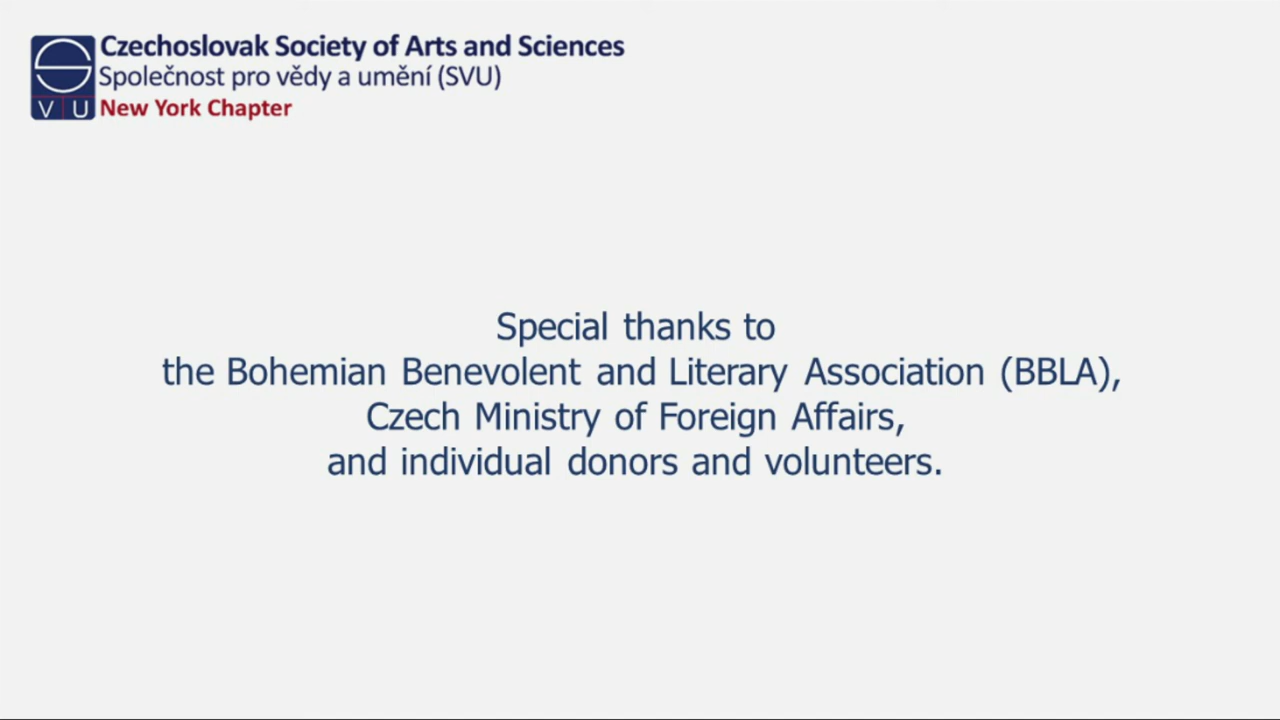 Czechoslovak Society of Arts and Sciences
Společnost pro vědy a umění (SVU)
V U New York Chapter
Special thanks to
the Bohemian Benevolent and Literary Association (BBLA),
Czech Ministry of Foreign Affairs,
and individual donors and volunteers.